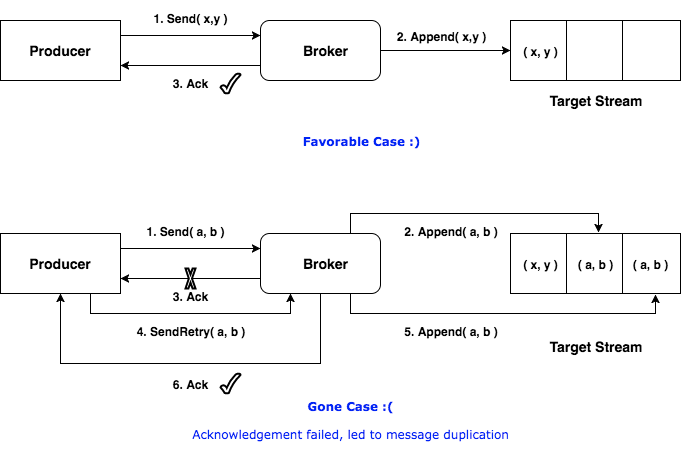 1. Send( x,y )
Producer
Broker
2. Append( x,y )
( x, y )
3. Ack
Target Stream
Favorable Case :)
1. Send( a, b )
2. Append( a, b )
Producer
Broker
( x, y )
( a, b )
( a, b )
3. Ack
4. SendRetry( a, b )
5. Append( a, b )
Target Stream
6. Ack
Gone Case :(
Acknowledgement failed, led to message duplication